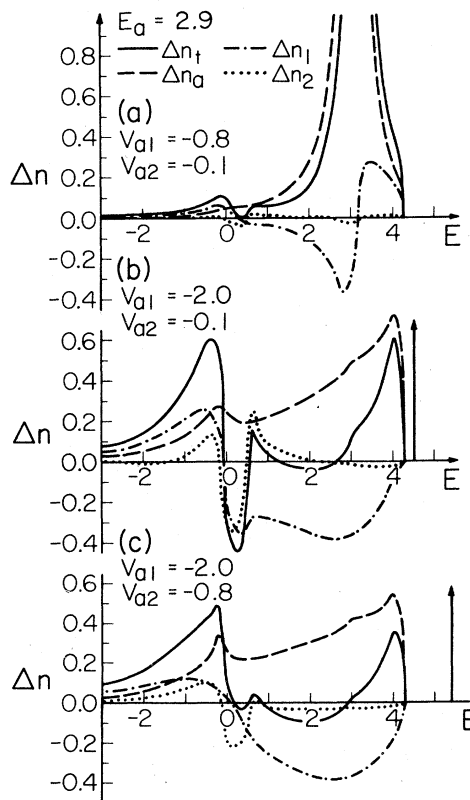 E_a = 2.9
— Δn_t —·— Δn_1
-- Δn_a ···· Δn_2
0.8
0.6
(a)
V_a1 = -0.8
0.4
V_a2 = -0.1
Δn 0.2
0.0
-2 0 2 4 E
-0.2
-0.4
(b)
V_a1 = -2.0
V_a2 = -0.1
0.6
0.4
Δn 0.2
0.0
-2 0 2 4 E
-0.2
-0.4
(c)
V_a1 = -2.0
V_a2 = -0.8
0.6
0.4
Δn 0.2
0.0
-2 0 2 4 E
-0.2
-0.4